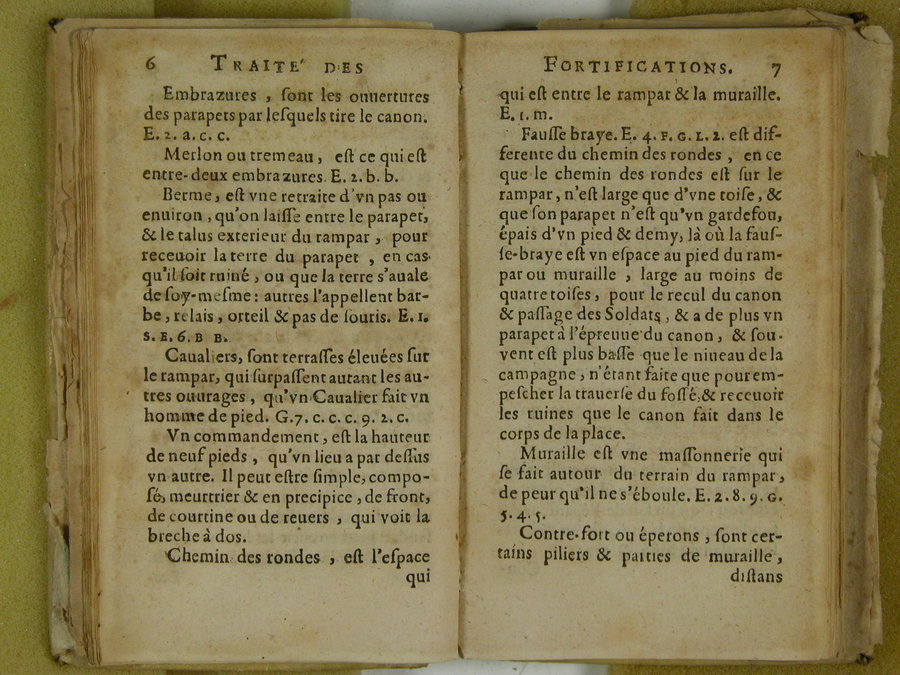 6 TRAITE' DES
Embrazures , ſont les ouuertures
des parapets par leſquels tire le canon.
E. 2. a. c. c.
Merlon ou tremeau, eſt ce qui eſt
entre-deux embrazures. E. 2. b. b.
Berme, eſt vne retraite d'vn pas ou
enuiron , qu'on laiſſe entre le parapet,
& le talus exterieur du rampar , pour
receuoir la terre du parapet , en cas
qu'il ſoit ruiné , ou que la terre s'auale
de ſoy-meſme : autres l'appellent bar-
be, relais, orteil & pas de ſouris. E. 1.
5. E. 6. B B.
Caualiers, ſont terraſſes éleuées ſur
le rampar, qui ſurpaſſent autant les au-
tres ouurages, qu'vn Caualier fait vn
homme de pied. G. 7. c. c. c. 9. 2. c.
Vn commandement, eſt la hauteur
de neuf pieds , qu'vn lieu a par deſſus
vn autre. Il peut eſtre ſimple, compo-
ſé, meurtrier & en precipice , de front,
de courtine ou de reuers , qui voit la
breche à dos.
Chemin des rondes , eſt l'eſpace
qui
FORTIFICATIONS. 7
qui eſt entre le rampar & la muraille.
E. 1. m.
Fauſſe braye. E. 4. F. G. L. 2. eſt dif-
ferente du chemin des rondes , en ce
que le chemin des rondes eſt ſur le
rampar, n'eſt large que d'vne toiſe, &
que ſon parapet n'eſt qu'vn gardefou,
épais d'vn pied & demy, là où la fauſ-
ſe-braye eſt vn eſpace au pied du ram-
par ou muraille , large au moins de
quatre toiſes, pour le recul du canon
& paſſage des Soldats, & a de plus vn
parapet à l'épreuue du canon , & ſou-
vent eſt plus baſſe que le niueau de la
campagne, n'étant faite que pour em-
peſcher la trauerſe du foſſé,& receuoir
les ruines que le canon fait dans le
corps de la place.
Muraille eſt vne maſſonnerie qui
ſe fait autour du terrain du rampar,
de peur qu'il ne s'éboule. E. 2. 8. 9. G.
5. 4. 5.
Contre-fort ou éperons , ſont cer-
tains piliers & parties de muraille,
diſtans